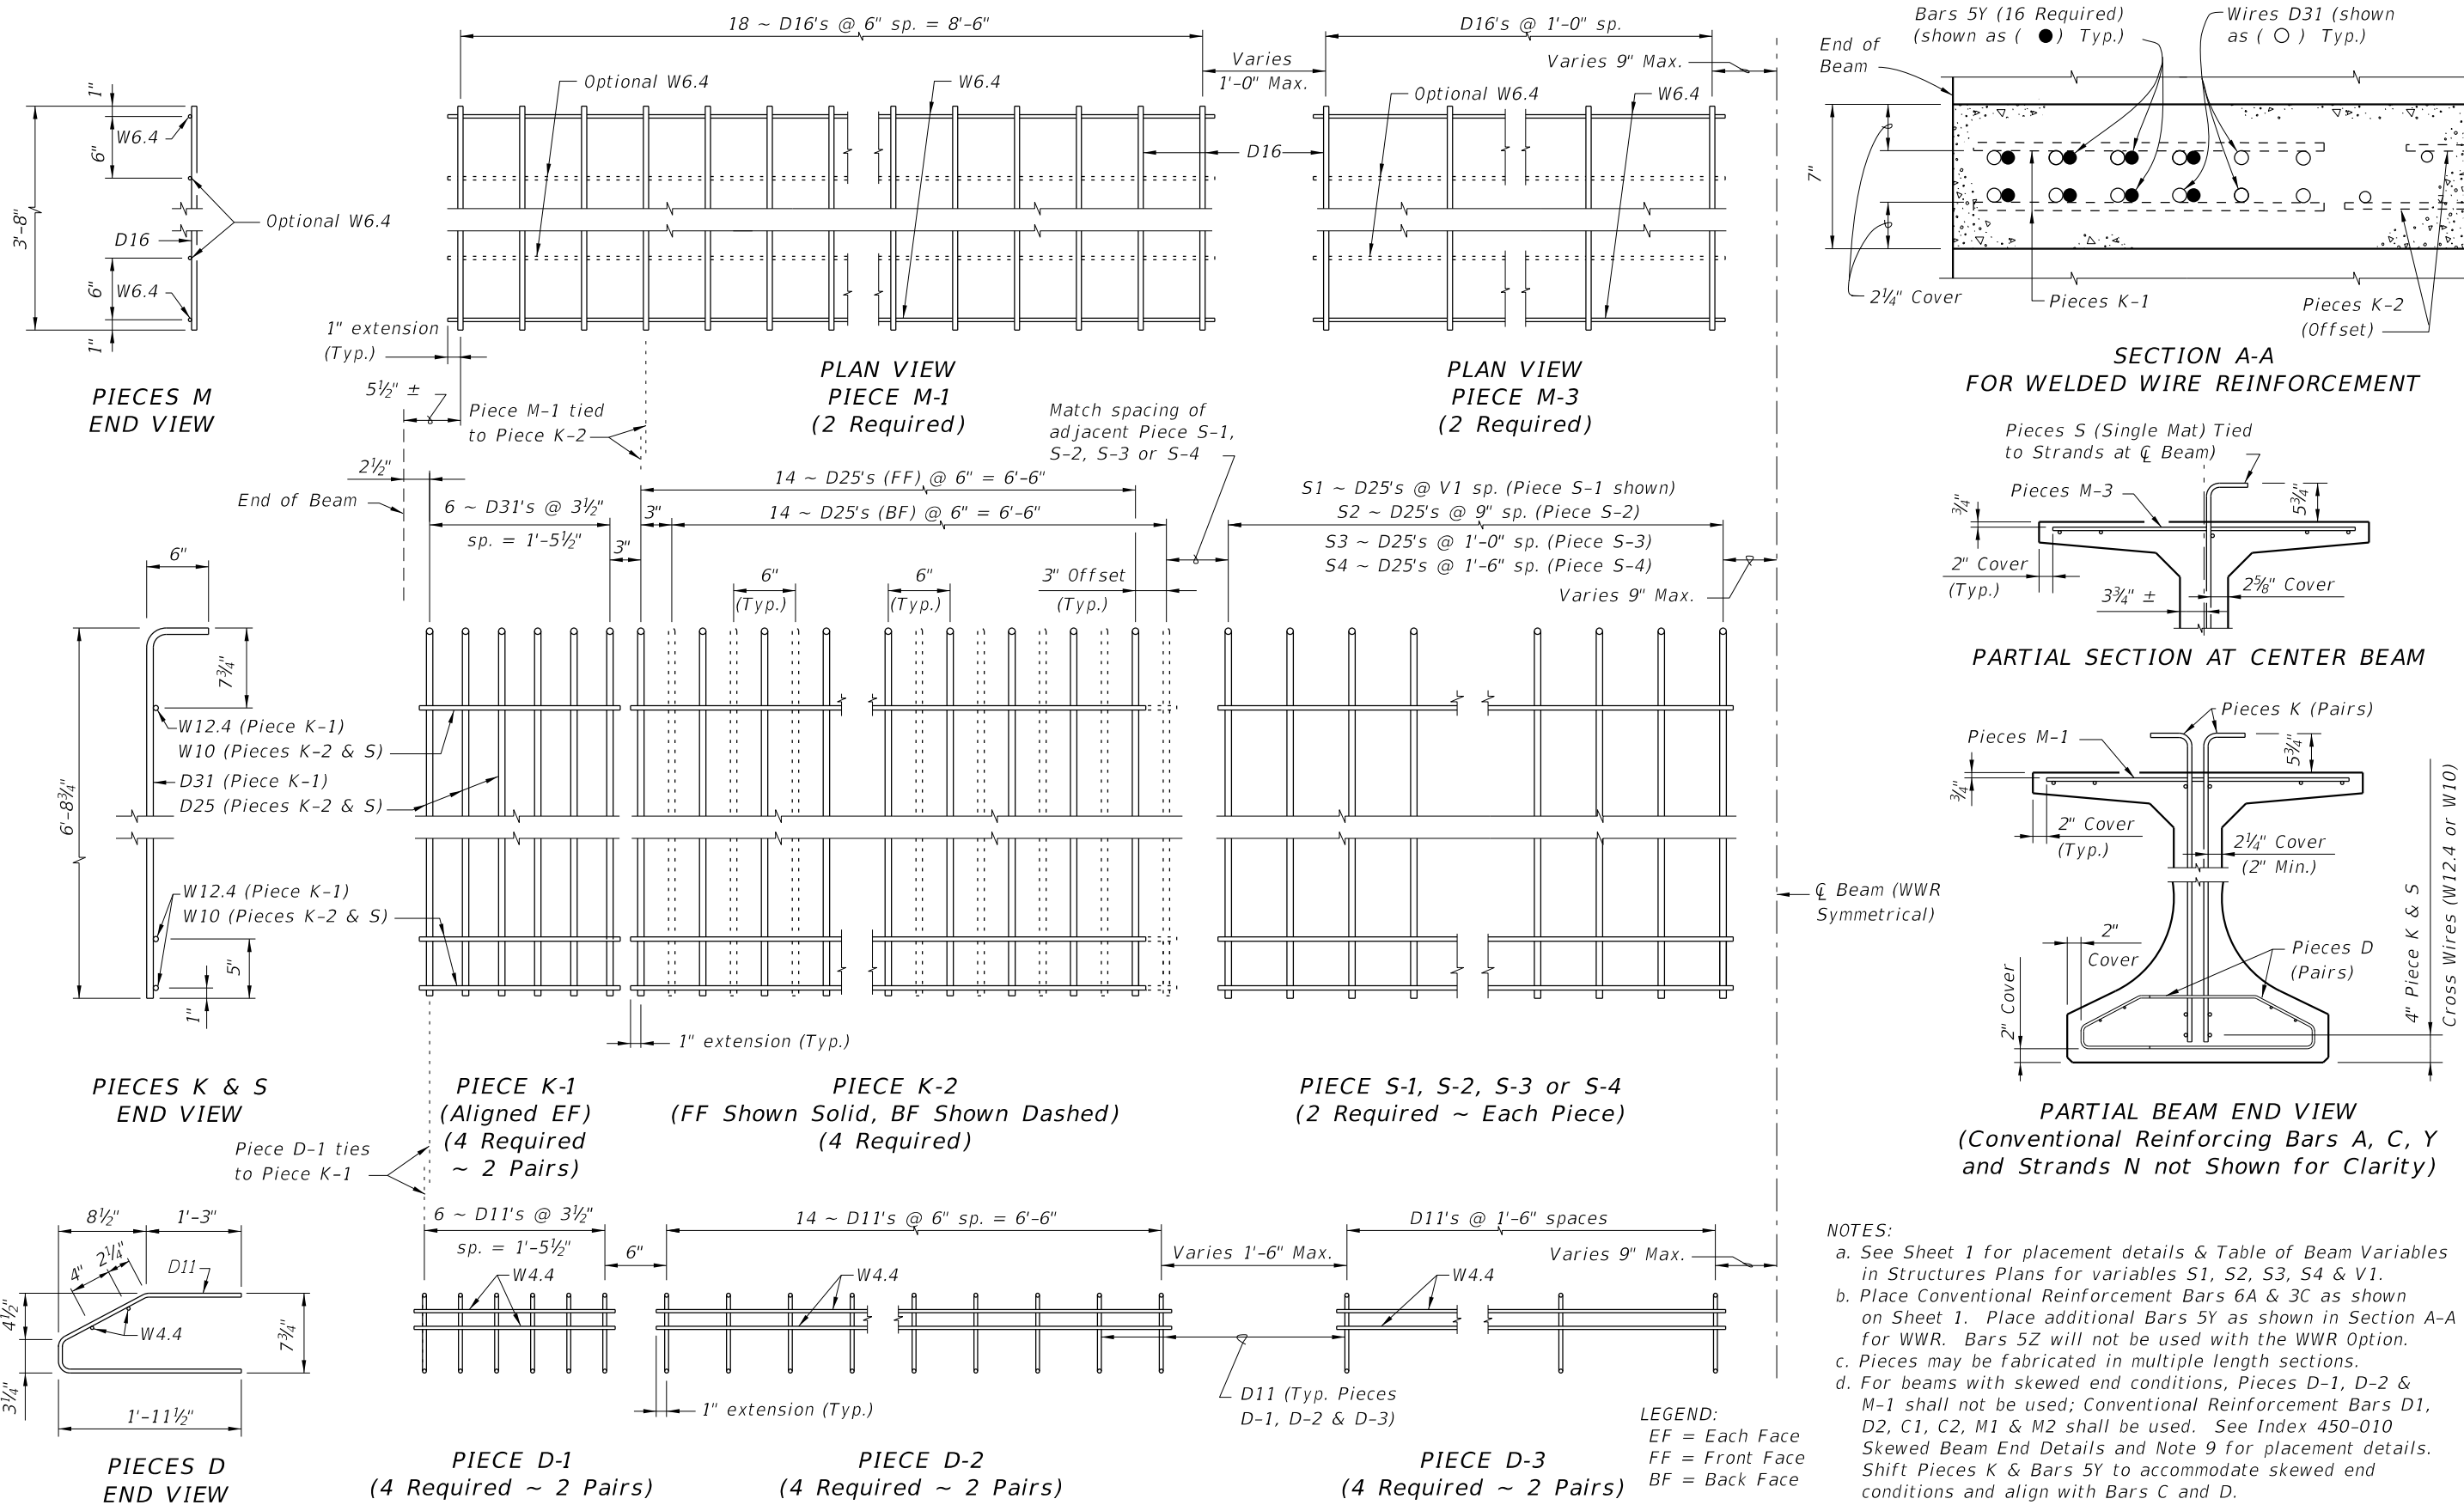 18 ~ D16's @ 6" sp. = 8'-6"
Varies
1'-0" Max.
D16's @ 1'-0" sp.
Varies 9" Max.
Optional W6.4
W6.4
Optional W6.4
W6.4
D16
1"
6"
W6.4
3'-8"
Optional W6.4
D16
6"
W6.4
1"
PIECES M
END VIEW
1" extension
(Typ.)
5½" ±
PLAN VIEW
PIECE M-1
(2 Required)
PLAN VIEW
PIECE M-3
(2 Required)
Bars 5Y (16 Required)
(shown as ( ● ) Typ.)
Wires D31 (shown
as ( ○ ) Typ.)
End of
Beam
7"
2¼" Cover
Pieces K-1
Pieces K-2
(Offset)
SECTION A-A
FOR WELDED WIRE REINFORCEMENT
Piece M-1 tied
to Piece K-2
Match spacing of
adjacent Piece S-1,
S-2, S-3 or S-4
2½"
End of Beam
6 ~ D31's @ 3½"
sp. = 1'-5½"
3"
14 ~ D25's (FF) @ 6" = 6'-6"
3"
14 ~ D25's (BF) @ 6" = 6'-6"
6"
(Typ.)
6"
(Typ.)
3" Offset
(Typ.)
S1 ~ D25's @ V1 sp. (Piece S-1 shown)
S2 ~ D25's @ 9" sp. (Piece S-2)
S3 ~ D25's @ 1'-0" sp. (Piece S-3)
S4 ~ D25's @ 1'-6" sp. (Piece S-4)
Varies 9" Max.
6"
7¾"
6'-8¾"
W12.4 (Piece K-1)
W10 (Pieces K-2 & S)
D31 (Piece K-1)
D25 (Pieces K-2 & S)
W12.4 (Piece K-1)
W10 (Pieces K-2 & S)
5"
1"
1" extension (Typ.)
℄ Beam (WWR
Symmetrical)
PIECES K & S
END VIEW
PIECE K-1
(Aligned EF)
(4 Required
~ 2 Pairs)
PIECE K-2
(FF Shown Solid, BF Shown Dashed)
(4 Required)
PIECE S-1, S-2, S-3 or S-4
(2 Required ~ Each Piece)
Pieces S (Single Mat) Tied
to Strands at ℄ Beam)
Pieces M-3
¾"
5¾"
2" Cover
(Typ.)
3¾" ±
2⅝" Cover
PARTIAL SECTION AT CENTER BEAM
Pieces K (Pairs)
Pieces M-1
5¾"
¾"
2" Cover
(Typ.)
2¼" Cover
(2" Min.)
2"
Cover
2" Cover
Pieces D
(Pairs)
4" Piece K & S
Cross Wires (W12.4 or W10)
PARTIAL BEAM END VIEW
(Conventional Reinforcing Bars A, C, Y
and Strands N not Shown for Clarity)
Piece D-1 ties
to Piece K-1
8½"
1'-3"
4"
2¼"
D11
4½"
W4.4
7¾"
3¼"
1'-11½"
PIECES D
END VIEW
6 ~ D11's @ 3½"
sp. = 1'-5½"
W4.4
6"
14 ~ D11's @ 6" sp. = 6'-6"
W4.4
Varies 1'-6" Max.
D11's @ 1'-6" spaces
Varies 9" Max.
W4.4
1" extension (Typ.)
D11 (Typ. Pieces
D-1, D-2 & D-3)
PIECE D-1
(4 Required ~ 2 Pairs)
PIECE D-2
(4 Required ~ 2 Pairs)
PIECE D-3
(4 Required ~ 2 Pairs)
LEGEND:
EF = Each Face
FF = Front Face
BF = Back Face
NOTES:
a. See Sheet 1 for placement details & Table of Beam Variables
in Structures Plans for variables S1, S2, S3, S4 & V1.
b. Place Conventional Reinforcement Bars 6A & 3C as shown
on Sheet 1. Place additional Bars 5Y as shown in Section A-A
for WWR. Bars 5Z will not be used with the WWR Option.
c. Pieces may be fabricated in multiple length sections.
d. For beams with skewed end conditions, Pieces D-1, D-2 &
M-1 shall not be used; Conventional Reinforcement Bars D1,
D2, C1, C2, M1 & M2 shall be used. See Index 450-010
Skewed Beam End Details and Note 9 for placement details.
Shift Pieces K & Bars 5Y to accommodate skewed end
conditions and align with Bars C and D.